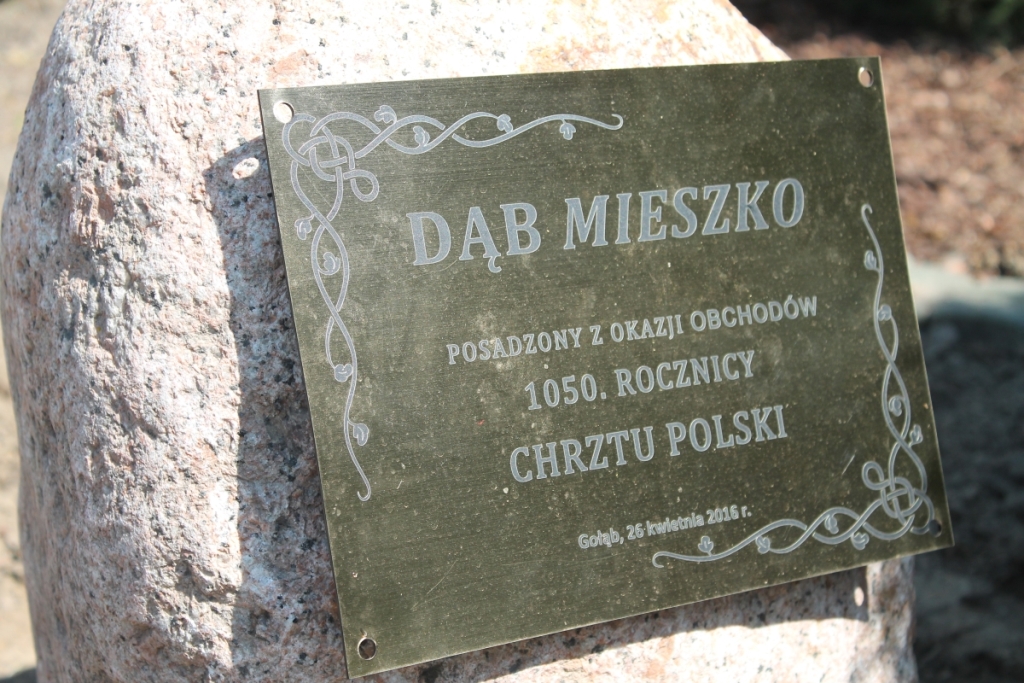 DĄB MIESZKO
POSADZONY Z OKAZJI OBCHODÓW
1050. ROCZNICY
CHRZTU POLSKI
Gołąb, 26 kwietnia 2016 r.